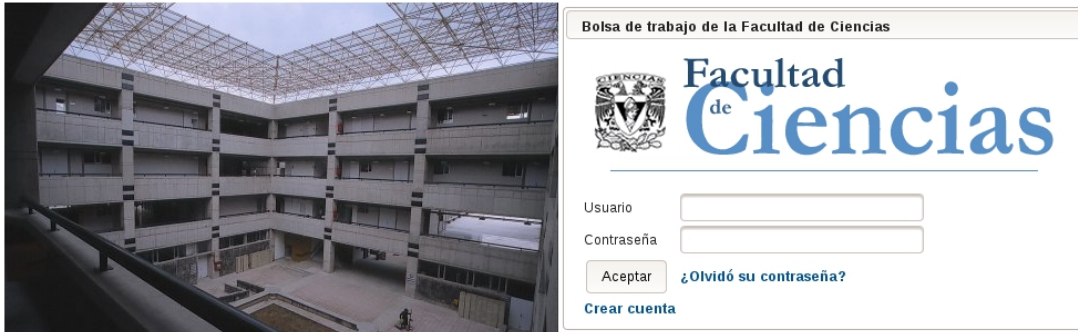 Bolsa de trabajo de la Facultad de Ciencias
CIENCIAS
Facultad
de
Ciencias
Usuario
Contraseña
Aceptar ¿Olvidó su contraseña?
Crear cuenta